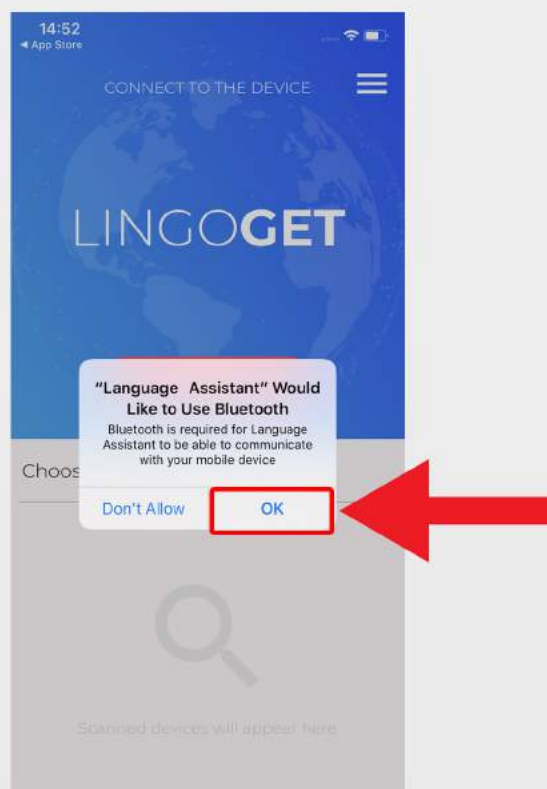 14:52
◀ App Store
CONNECT TO THE DEVICE
LINGOGET
"Language Assistant" Would
Like to Use Bluetooth
Bluetooth is required for Language
Assistant to be able to communicate
with your mobile device
Choos
Don't Allow OK
Scanned devices will appear here